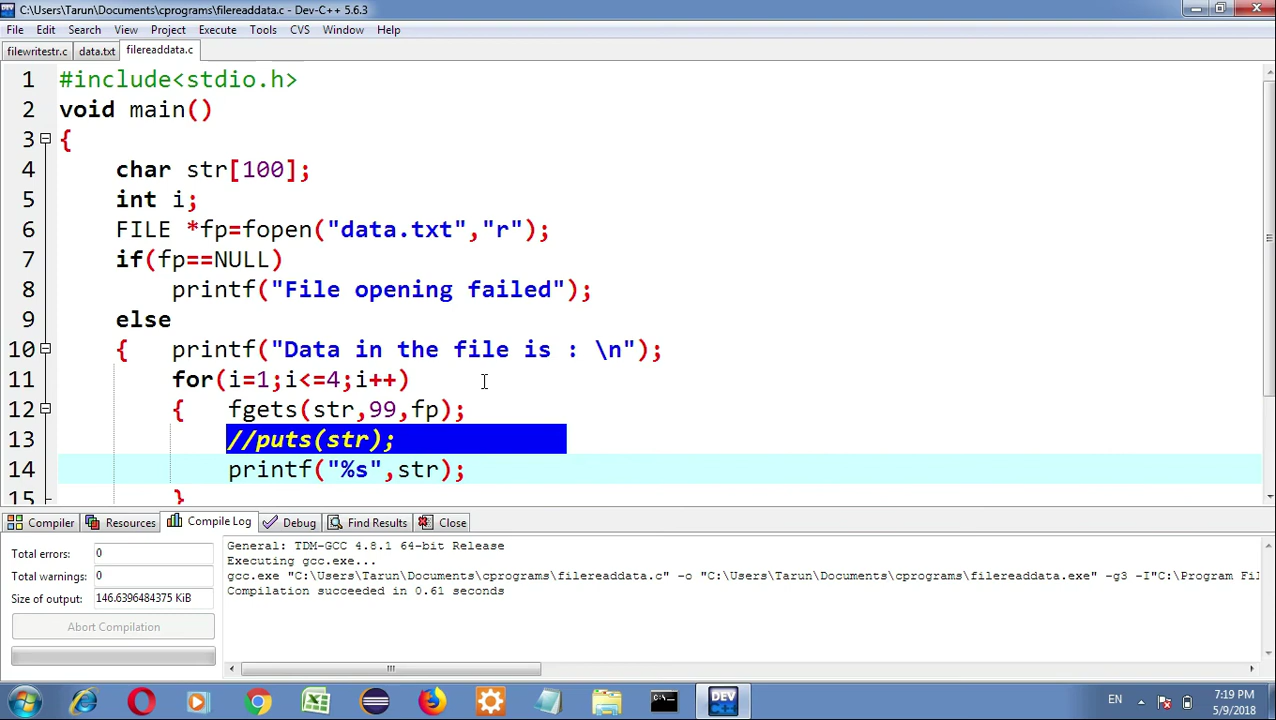 C:\Users\Tarun\Documents\cprograms\filereaddata.c - Dev-C++ 5.6.3
File Edit Search View Project Execute Tools CVS Window Help
filewritestr.c data.txt filereaddata.c
1 #include<stdio.h>
2 void main()
3 {
4 char str[100];
5 int i;
6 FILE *fp=fopen("data.txt","r");
7 if(fp==NULL)
8 printf("File opening failed");
9 else
10 { printf("Data in the file is : \n");
11 for(i=1;i<=4;i++)
12 { fgets(str,99,fp);
13 //puts(str);
14 printf("%s",str);
15 }
Compiler Resources Compile Log Debug Find Results Close
Total errors: 0
Total warnings: 0
Size of output: 146.6396484375 KiB
Abort Compilation
General: TDM-GCC 4.8.1 64-bit Release
Executing gcc.exe...
gcc.exe "C:\Users\Tarun\Documents\cprograms\filereaddata.c" -o "C:\Users\Tarun\Documents\cprograms\filereaddata.exe" -g3 -I"C:\Program Fil
Compilation succeeded in 0.61 seconds
DEV C++
EN
7:19 PM
5/9/2018